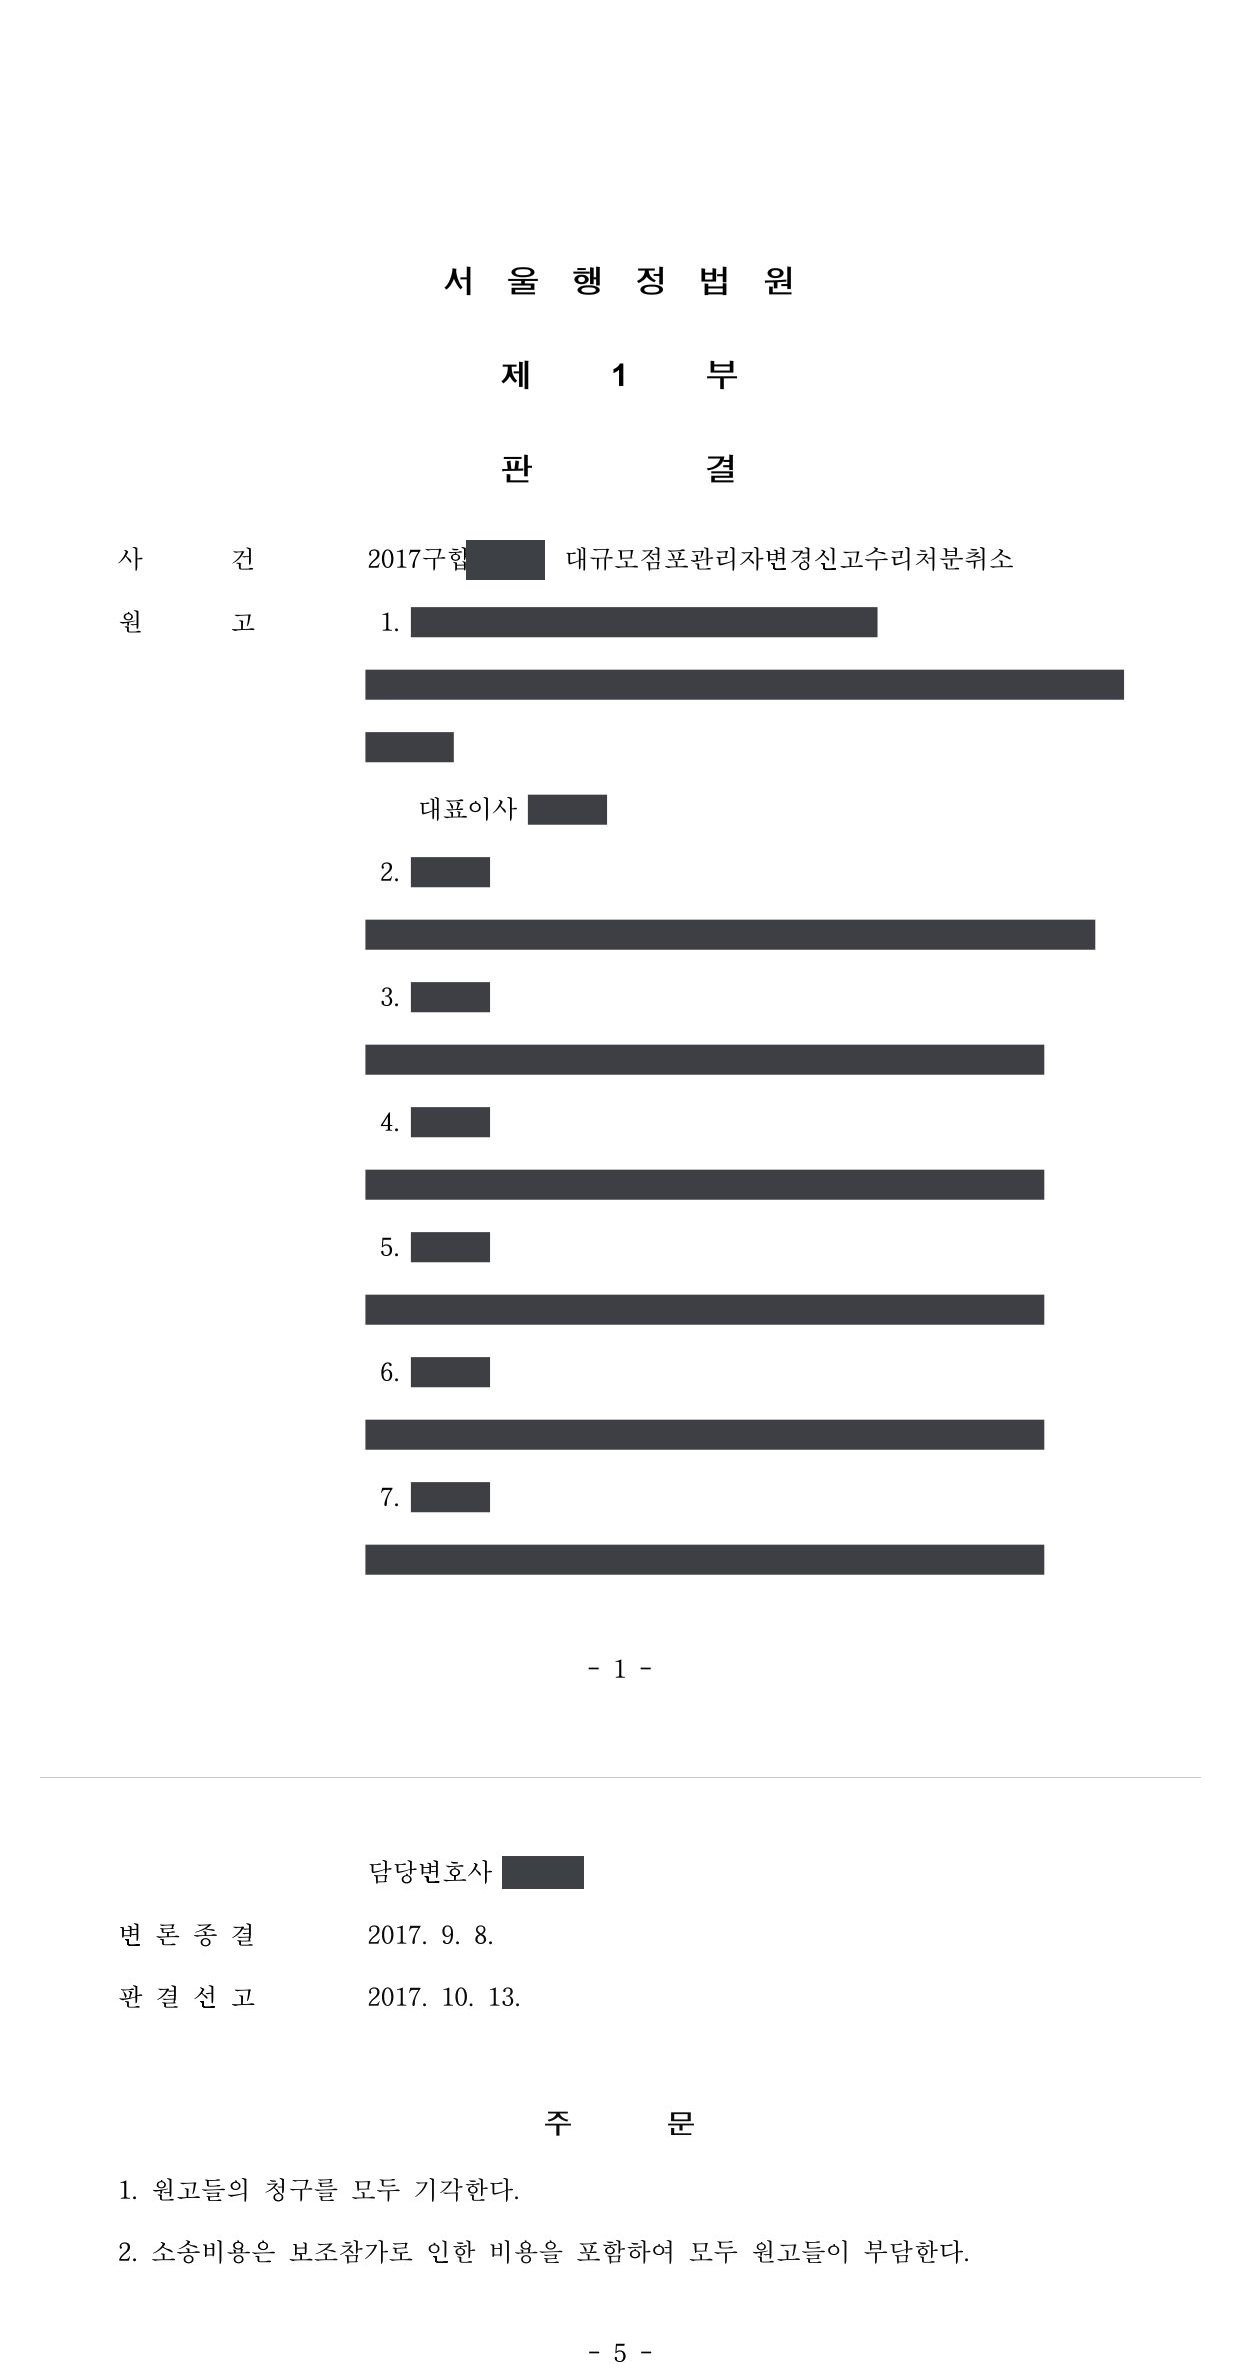 서 울 행 정 법 원
제 1 부
판 결
사 건 2017구합 대규모점포관리자변경신고수리처분취소
원 고 1.
대표이사
2.
3.
4.
5.
6.
7.
- 1 -
담당변호사
변 론 종 결 2017. 9. 8.
판 결 선 고 2017. 10. 13.
주 문
1. 원고들의 청구를 모두 기각한다.
2. 소송비용은 보조참가로 인한 비용을 포함하여 모두 원고들이 부담한다.
- 5 -